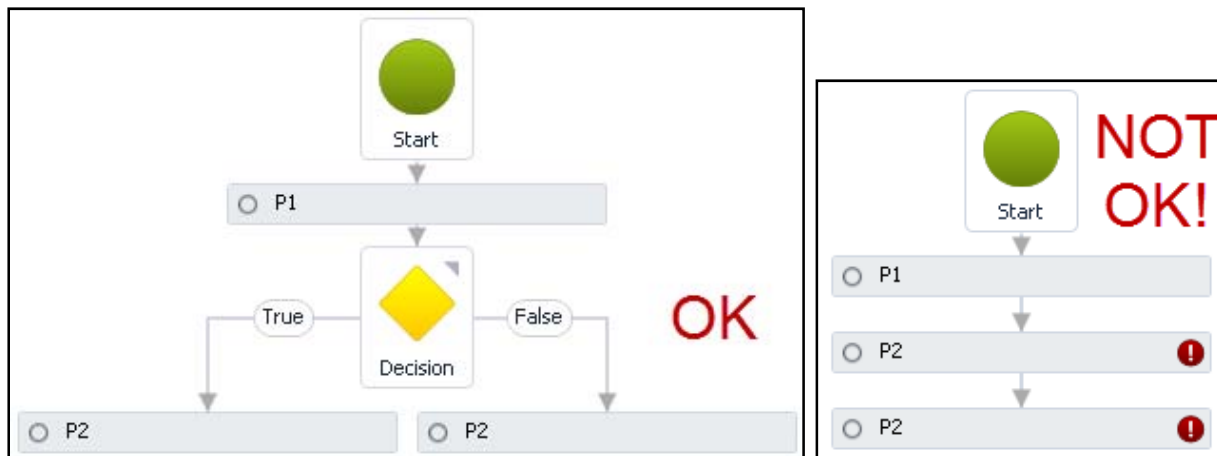 Start
P1
True
False
Decision
OK
P2
P2
Start
NOT
OK!
P1
P2
P2